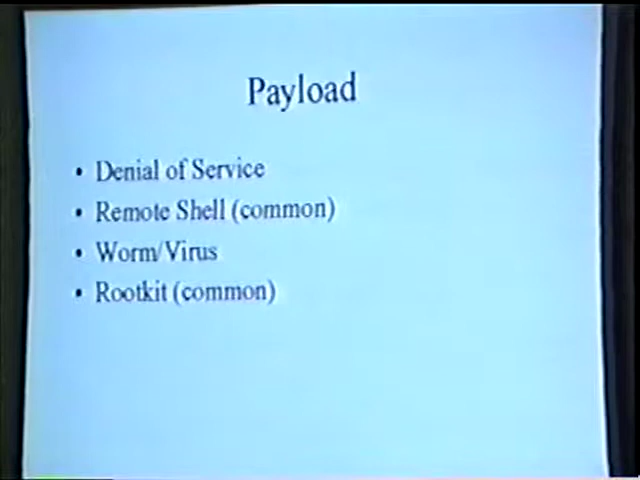 Payload
• Denial of Service
• Remote Shell (common)
• Worm/Virus
• Rootkit (common)